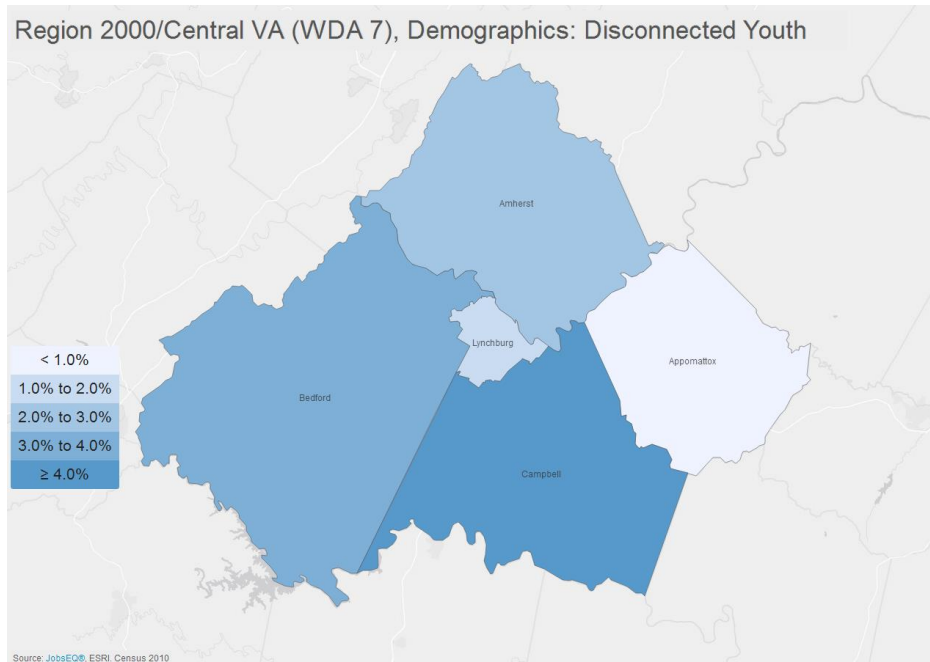 Region 2000/Central VA (WDA 7), Demographics: Disconnected Youth
Amherst
Lynchburg
Appomattox
Bedford
Campbell
< 1.0%
1.0% to 2.0%
2.0% to 3.0%
3.0% to 4.0%
≥ 4.0%
Source: JobsEQ®, ESRI, Census 2010